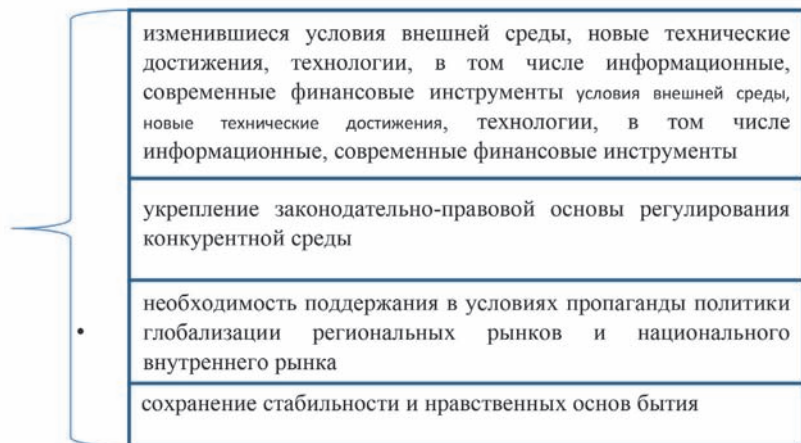 изменившиеся условия внешней среды, новые технические
достижения, технологии, в том числе информационные,
современные финансовые инструменты условия внешней среды,
новые технические достижения, технологии, в том числе
информационные, современные финансовые инструменты
укрепление законодательно-правовой основы регулирования
конкурентной среды
необходимость поддержания в условиях пропаганды политики
глобализации региональных рынков и национального
внутреннего рынка
сохранение стабильности и нравственных основ бытия